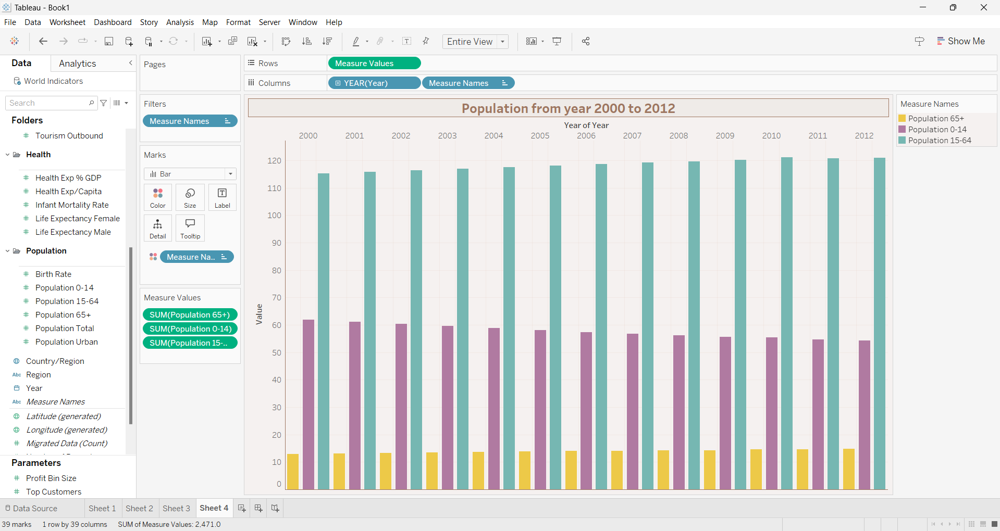 Tableau - Book1
File Data Worksheet Dashboard Story Analysis Map Format Server Window Help
Entire View
Show Me
Data Analytics
World Indicators
Search
Folders
Tourism Outbound
Health
Health Exp % GDP
Health Exp/Capita
Infant Mortality Rate
Life Expectancy Female
Life Expectancy Male
Population
Birth Rate
Population 0-14
Population 15-64
Population 65+
Population Total
Population Urban
Country/Region
Abc Region
Year
Abc Measure Names
Latitude (generated)
Longitude (generated)
Migrated Data (Count)
Parameters
Profit Bin Size
Top Customers
Pages
Filters
Measure Names
Marks
Bar
Color Size Label
Detail Tooltip
Measure Na..
Measure Values
SUM(Population 65+)
SUM(Population 0-14)
SUM(Population 15-..
Rows Measure Values
Columns YEAR(Year) Measure Names
Population from year 2000 to 2012
Year of Year
2000 2001 2002 2003 2004 2005 2006 2007 2008 2009 2010 2011 2012
120
110
100
90
80
70
60
50
40
30
20
10
0
Value
Measure Names
Population 65+
Population 0-14
Population 15-64
Data Source Sheet 1 Sheet 2 Sheet 3 Sheet 4
39 marks 1 row by 39 columns SUM of Measure Values: 2,471.0